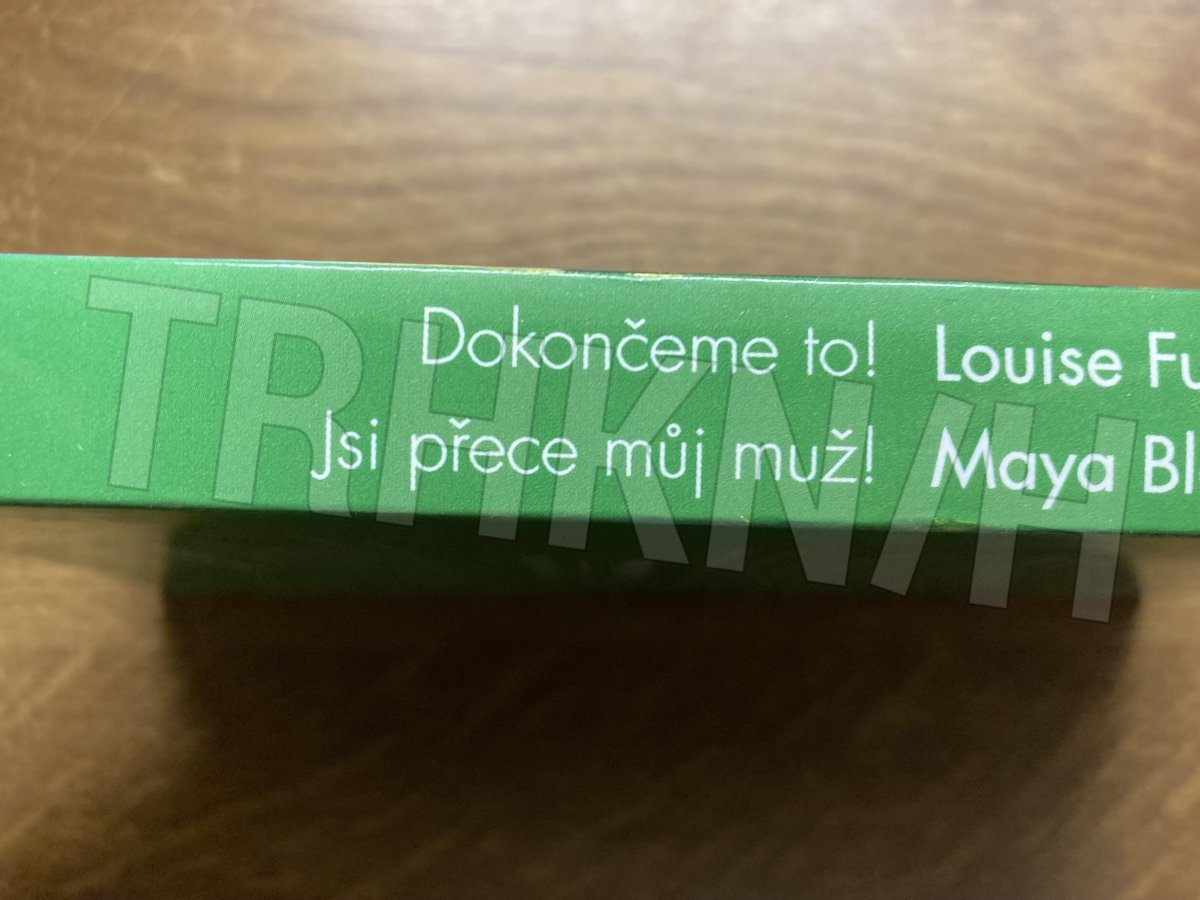 Dokončeme to! Louise Fu
Jsi přece můj muž! Maya Bl
TRHKNIH